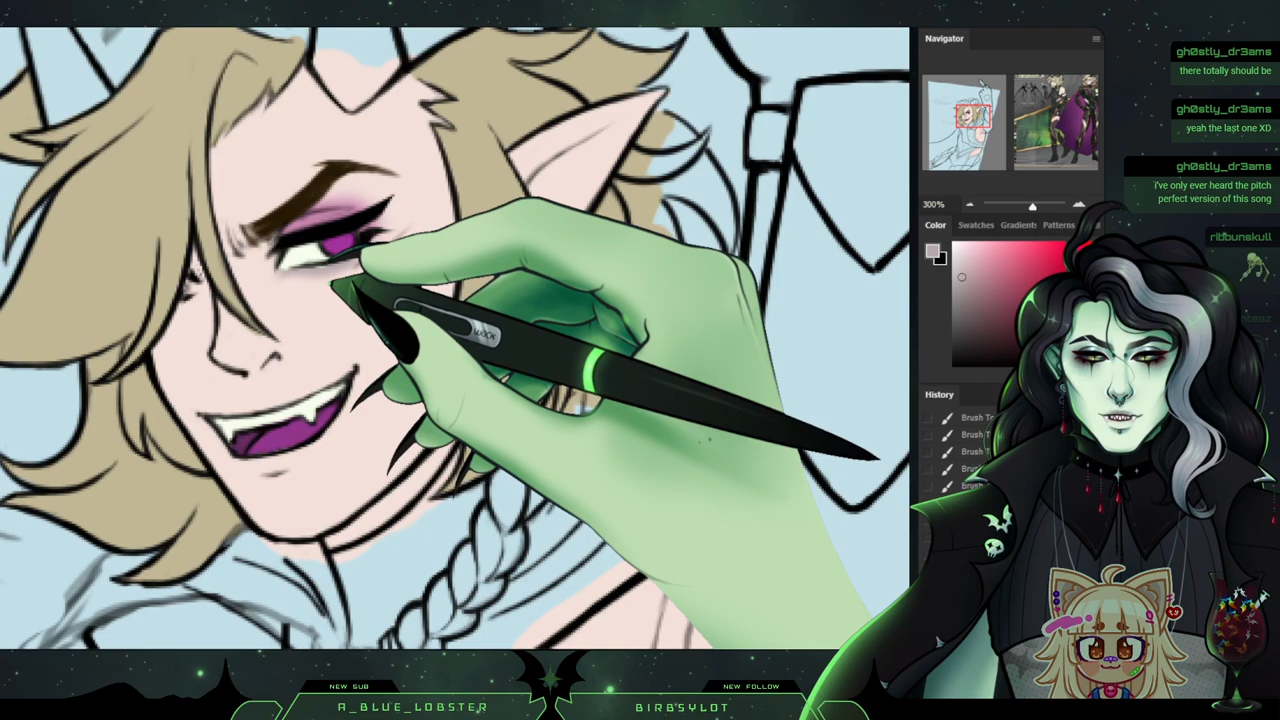 Navigator
300%
Color Swatches Gradients Patterns
History
Brush
Brush
Brush
Brush
Brush
gh0stly_dr3ams
there totally should be
gh0stly_dr3ams
yeah the last one XD
gh0stly_dr3ams
i've only ever heard the pitch
perfect version of this song
ribbunskull
NEW SUB
A_BLUE_LOBSTER
NEW FOLLOW
BIRBSYLOT